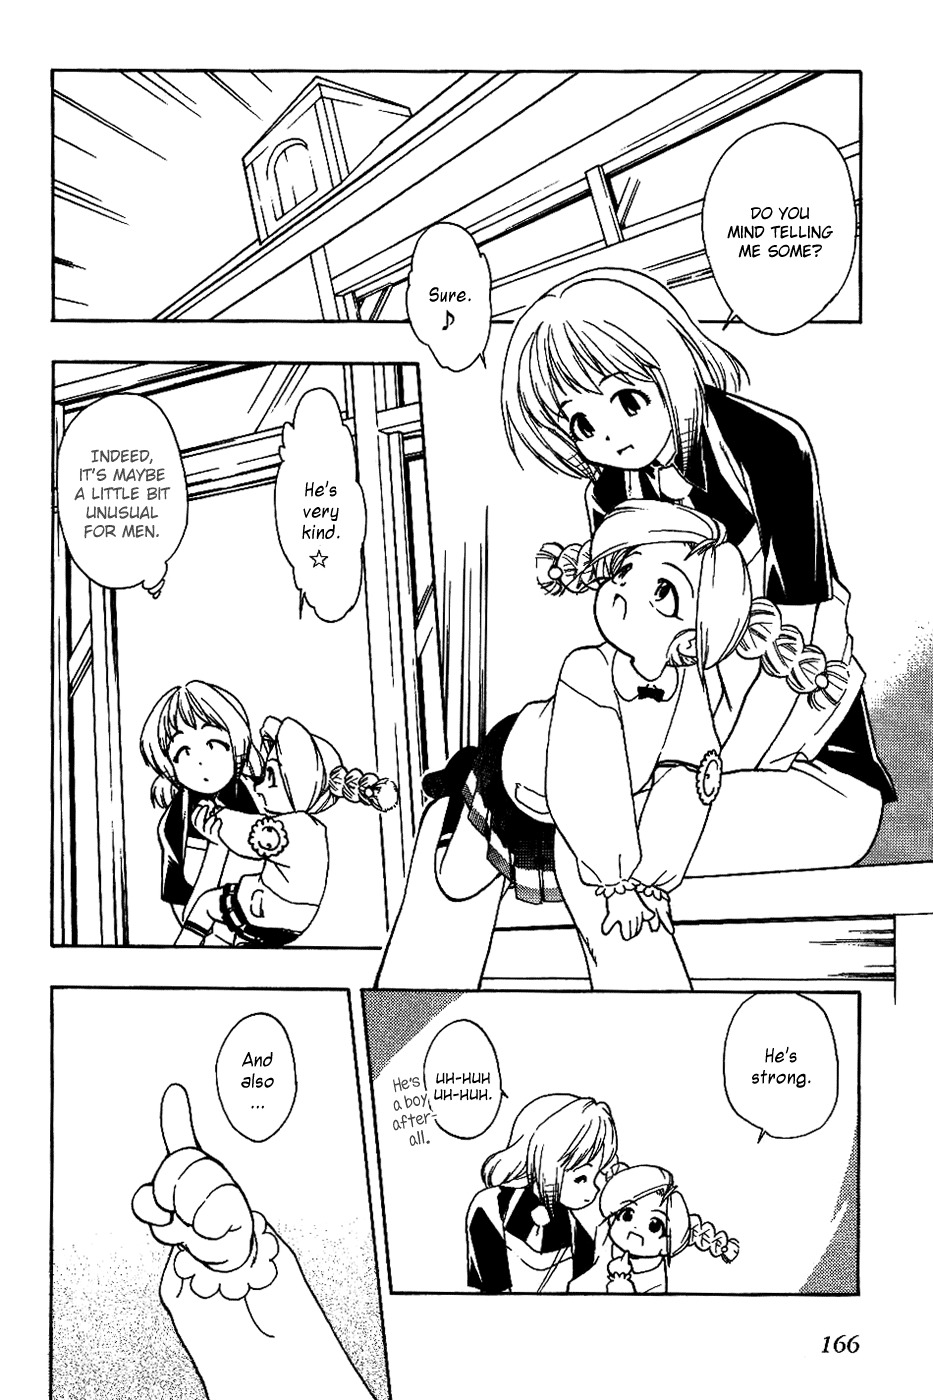 DO YOU
MIND TELLING
ME SOME?
Sure.
♪
He's
very
kind.
☆
INDEED,
IT'S MAYBE
A LITTLE BIT
UNUSUAL
FOR MEN.
He's
strong.
UH-HUH
UH-HUH.
He's
a boy,
after
all.
And
also
...
166